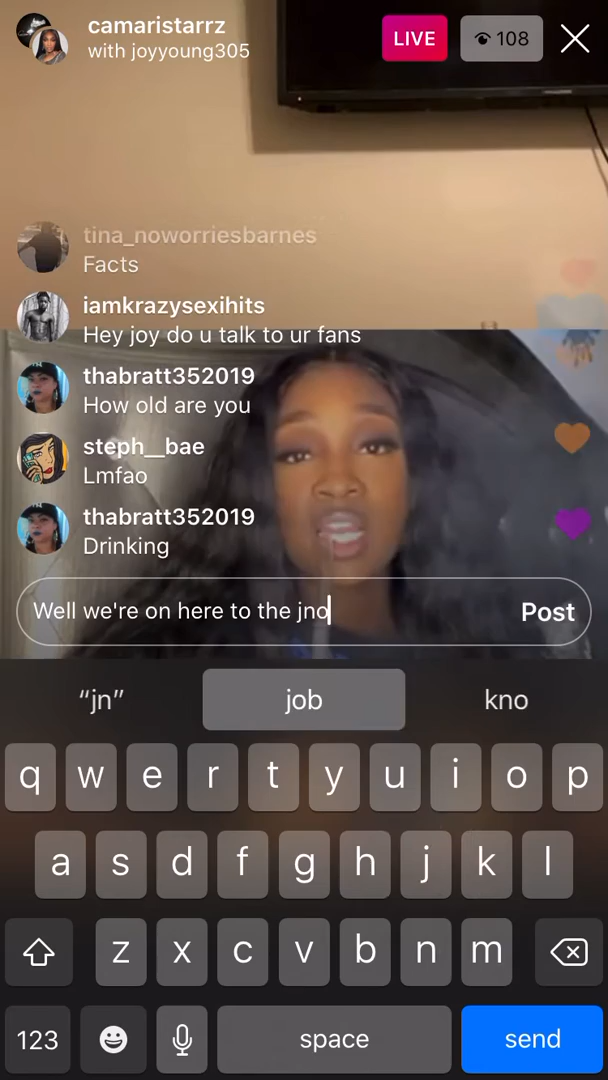 camaristarrz
with joyyoung305
LIVE
108
tina_noworriesbarnes
Facts
iamkrazysexihits
Hey joy do u talk to ur fans
thabratt352019
How old are you
steph__bae
Lmfao
thabratt352019
Drinking
Well we're on here to the jno
Post
“jn” job kno
q w e r t y u i o p
a s d f g h j k l
z x c v b n m
123 space send